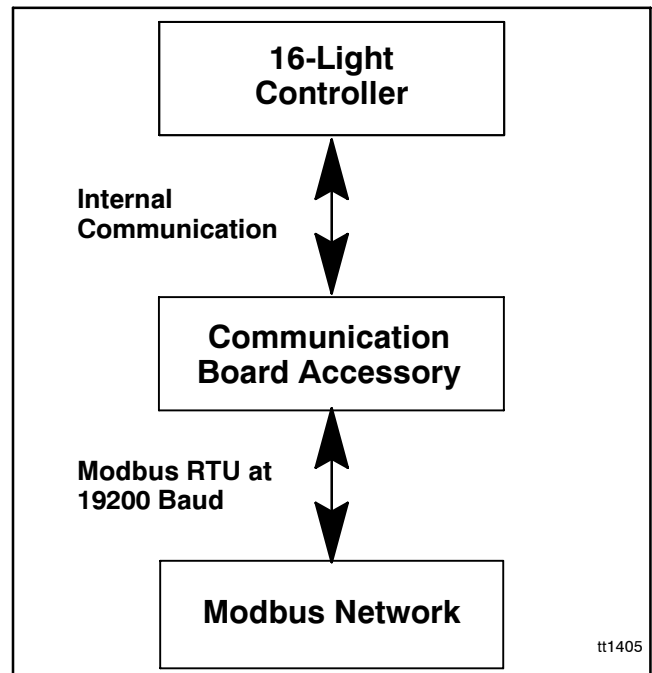 16-Light
Controller
Internal
Communication
Communication
Board Accessory
Modbus RTU at
19200 Baud
Modbus Network
tt1405